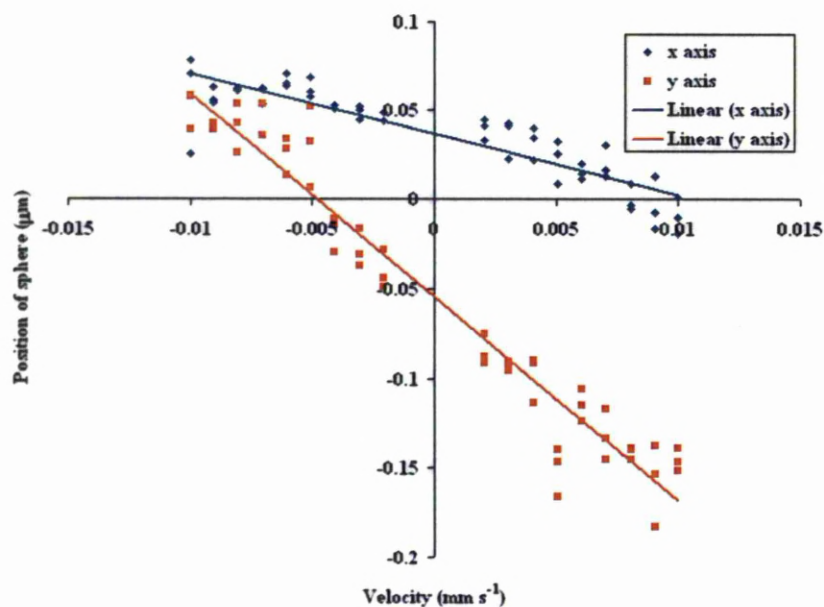 0.1
x axis
y axis
Linear (x axis)
Linear (y axis)
0.05
0
-0.015 -0.01 -0.005 0 0.005 0.01 0.015
-0.05
-0.1
-0.15
-0.2
Position of sphere (μm)
Velocity (mm s⁻¹)